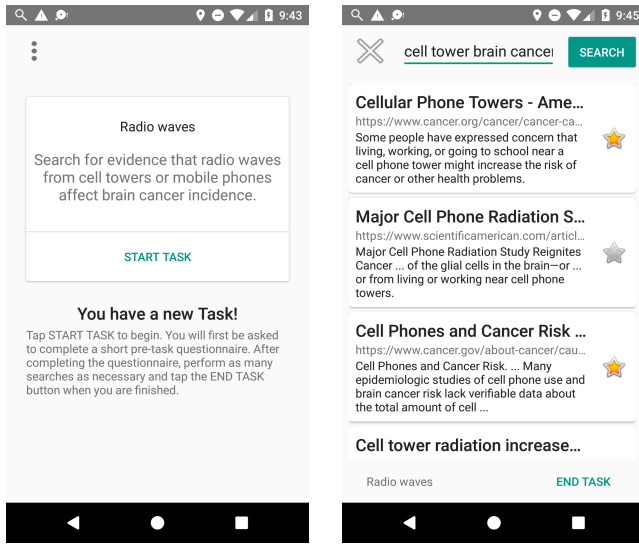 9:43
Radio waves
Search for evidence that radio waves
from cell towers or mobile phones
affect brain cancer incidence.
START TASK
You have a new Task!
Tap START TASK to begin. You will first be asked
to complete a short pre-task questionnaire. After
completing the questionnaire, perform as many
searches as necessary and tap the END TASK
button when you are finished.
9:45
cell tower brain cancer
SEARCH
Cellular Phone Towers - Ame...
https://www.cancer.org/cancer/cancer-ca...
Some people have expressed concern that
living, working, or going to school near a
cell phone tower might increase the risk of
cancer or other health problems.
Major Cell Phone Radiation S...
https://www.scientificamerican.com/articl...
Major Cell Phone Radiation Study Reignites
Cancer ... of the glial cells in the brain—or ...
or from living or working near cell phone
towers.
Cell Phones and Cancer Risk ...
https://www.cancer.gov/about-cancer/cau...
Cell Phones and Cancer Risk. ... Many
epidemiologic studies of cell phone use and
brain cancer risk lack verifiable data about
the total amount of cell ...
Cell tower radiation increase...
Radio waves
END TASK